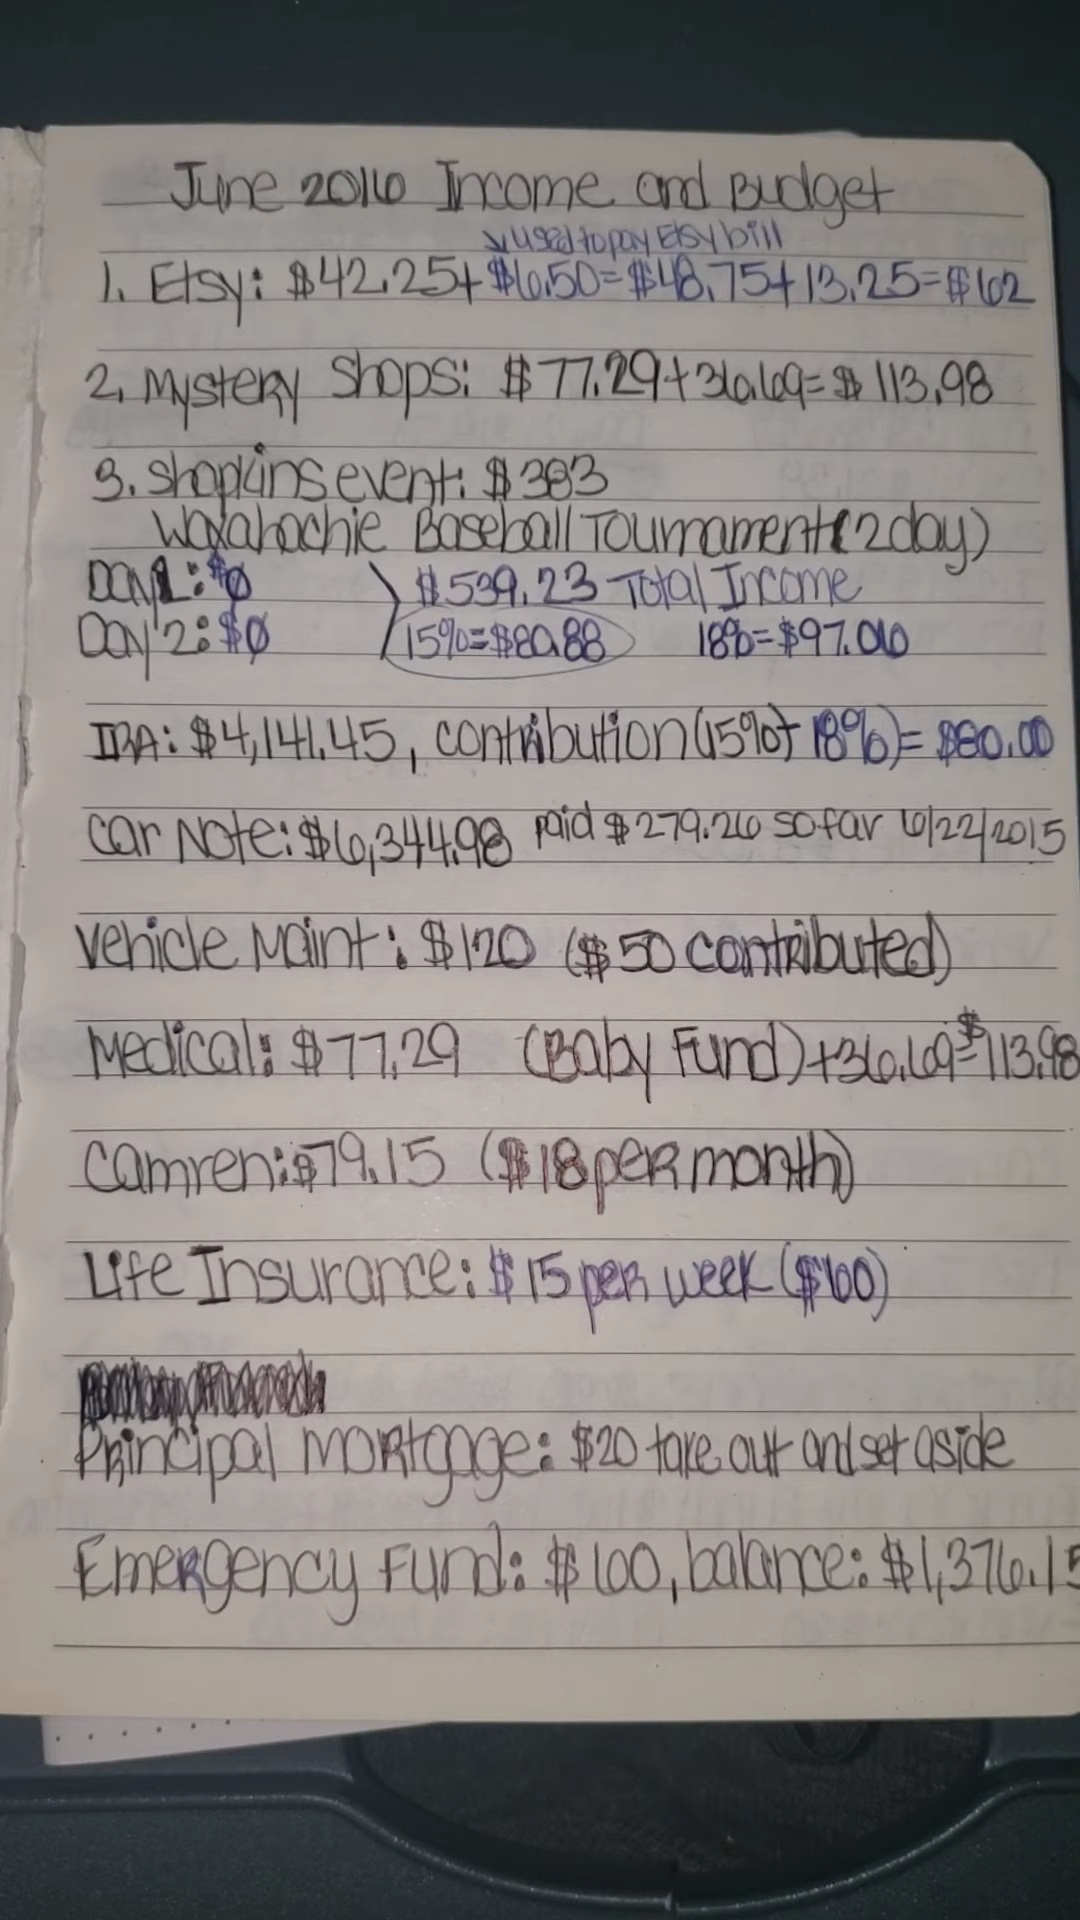 June 2016 Income and Budget
↘ used to pay Etsy bill
1. Etsy: $42.25+ $6.50= $48.75+13.25=$62
2. Mystery Shops: $77.29+36.69= $113.98
3. Shopkins event: $383
Waxahachie Baseball Tournament (2 day)
Day 1: $0 $539.23 Total Income
Day 2: $0 15%=$80.88 18%=$97.06
IRA: $4,141.45, contribution (15%+ 18%)= $80.00
Car Note: $6,344.98 paid $279.26 so far 6/22/2015
Vehicle Maint: $120 ($50 contributed)
Medical: $77.29 (Baby Fund)+36.69=$113.98
Camren: $79.15 ($18 per month)
Life Insurance: $15 per week ($60)
Principal Mortgage: $20 take out and set aside
Emergency Fund: $100, balance: $1,376.15